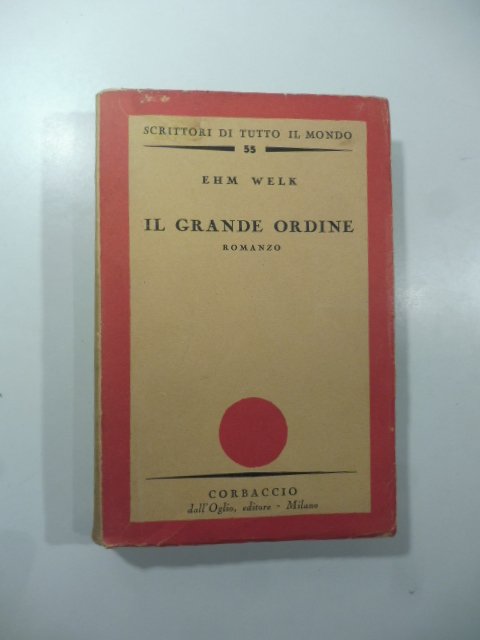 SCRITTORI DI TUTTO IL MONDO
55
EHM WELK
IL GRANDE ORDINE
ROMANZO
CORBACCIO
dall'Oglio, editore - Milano